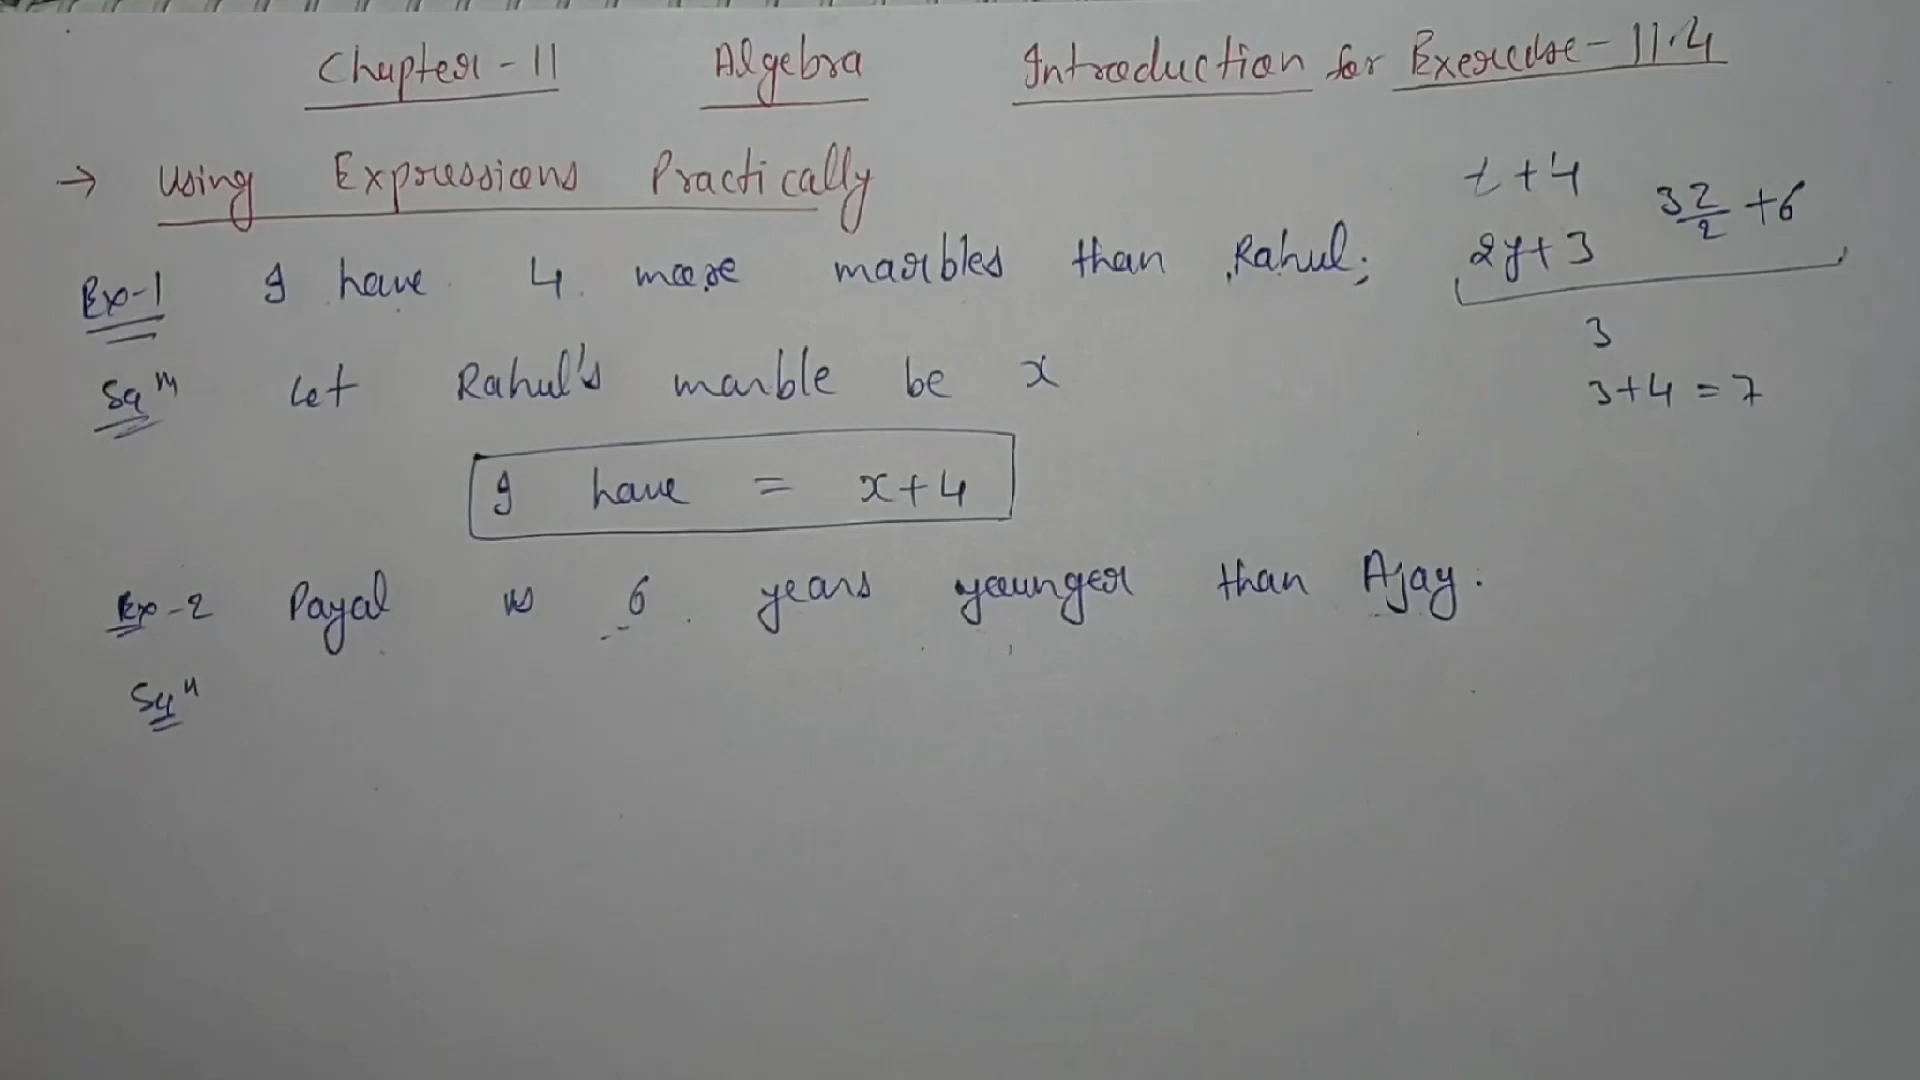 Chapter - 11 Algebra Introduction for Exercise - 11.4
→ Using Expressions Practically
Ex-1 I have 4 more marbles than Rahul;
Solⁿ Let Rahul's marble be x
I have = x+4
Ex-2 Payal is 6 years younger than Ajay.
Solⁿ
t+4
2y+3
3z/2 +6
3
3+4 = 7